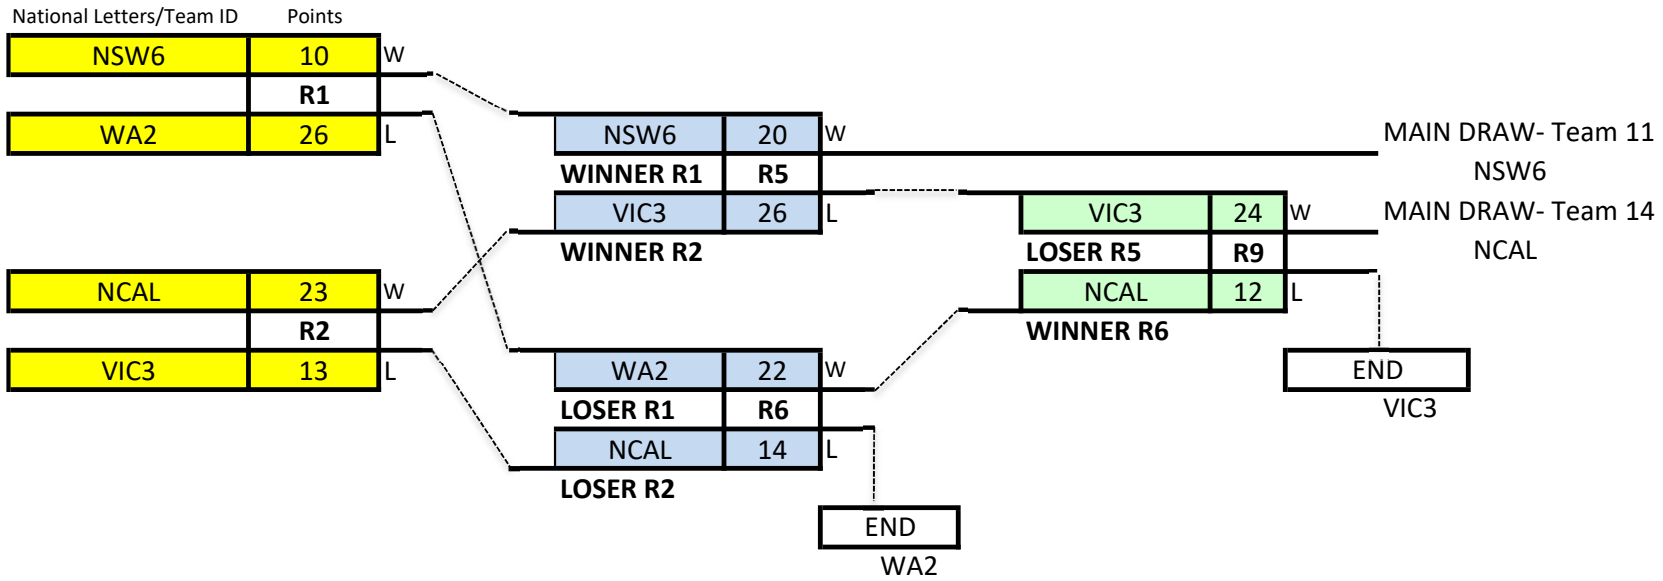 National Letters/Team ID Points
NSW6 10 W
R1
WA2 26 L
NSW6 20 W
WINNER R1 R5
VIC3 26 L
WINNER R2
MAIN DRAW- Team 11
NSW6
MAIN DRAW- Team 14
NCAL
VIC3 24 W
LOSER R5 R9
NCAL 12 L
WINNER R6
NCAL 23 W
R2
VIC3 13 L
WA2 22 W
LOSER R1 R6
NCAL 14 L
LOSER R2
END
VIC3
END
WA2